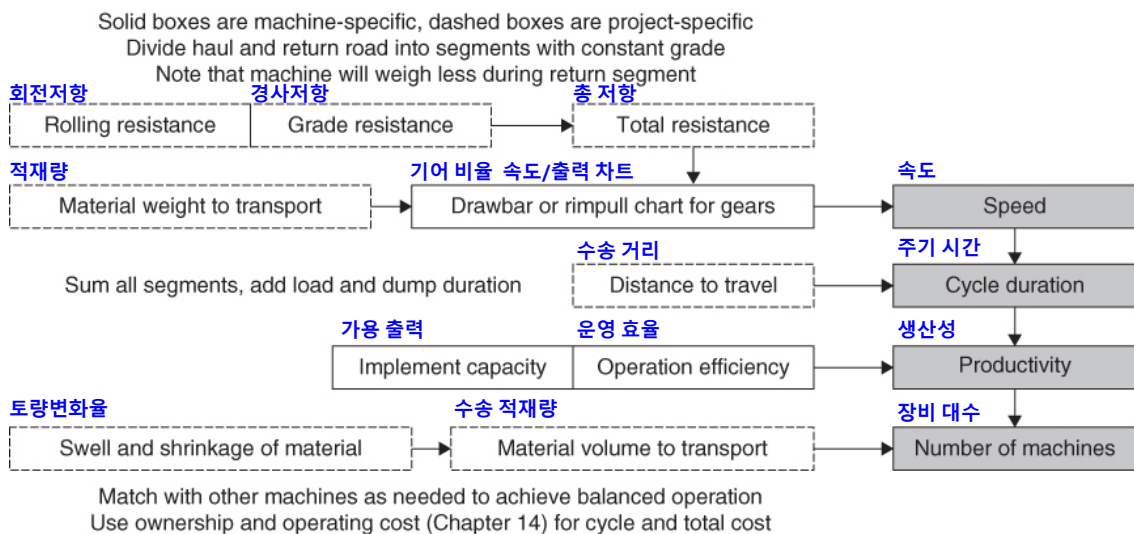 Solid boxes are machine-specific, dashed boxes are project-specific
Divide haul and return road into segments with constant grade
Note that machine will weigh less during return segment
회전저항 경사저항 총 저항
Rolling resistance Grade resistance Total resistance
적재량 기어 비율 속도/출력 차트 속도
Material weight to transport Drawbar or rimpull chart for gears Speed
수송 거리 주기 시간
Sum all segments, add load and dump duration Distance to travel Cycle duration
가용 출력 운영 효율 생산성
Implement capacity Operation efficiency Productivity
토량변화율 수송 적재량 장비 대수
Swell and shrinkage of material Material volume to transport Number of machines
Match with other machines as needed to achieve balanced operation
Use ownership and operating cost (Chapter 14) for cycle and total cost